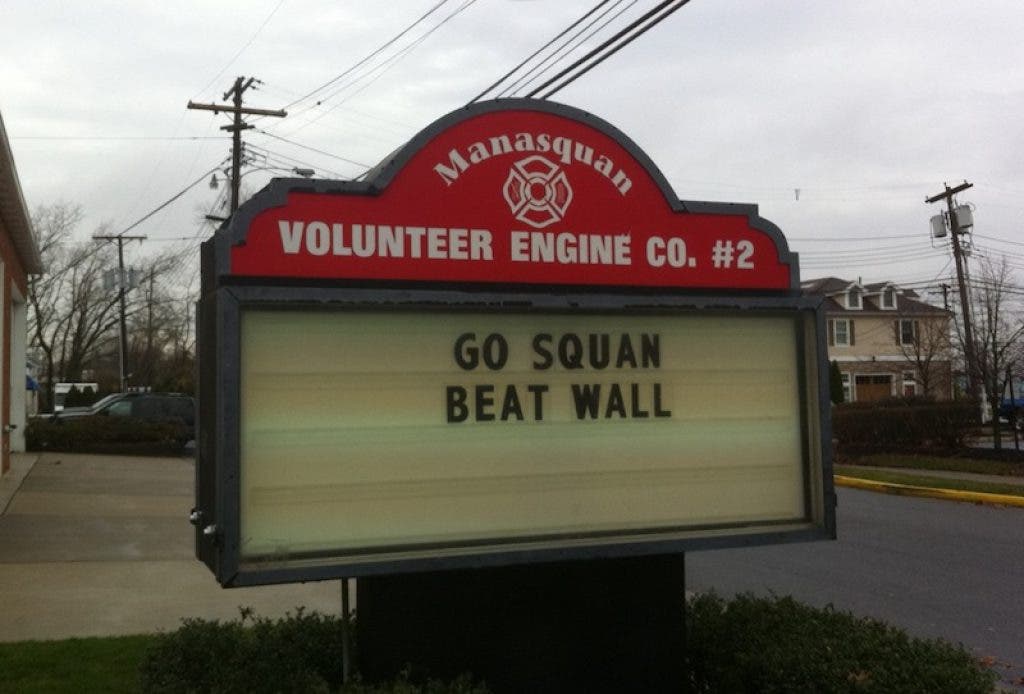 Manasquan
VOLUNTEER ENGINE CO. #2
GO SQUAN
BEAT WALL